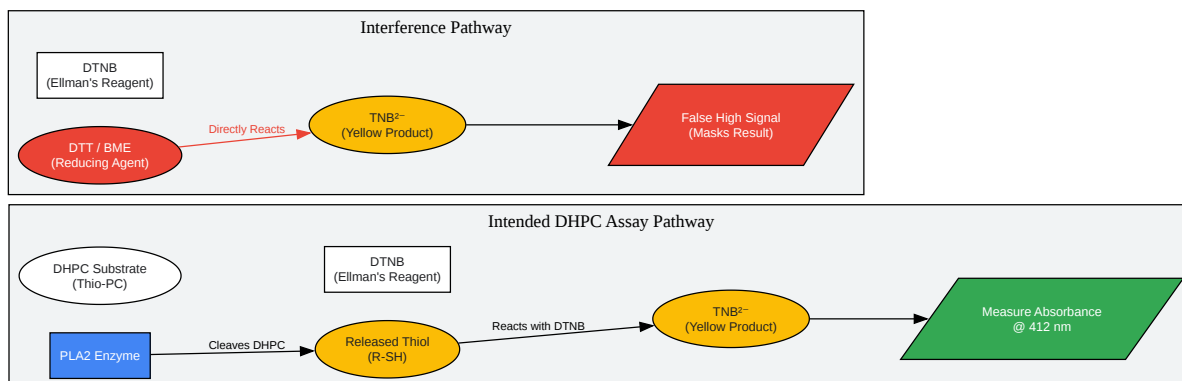 Interference Pathway
DTNB
(Ellman's Reagent)
DTT / BME
(Reducing Agent)
Directly Reacts
TNB²⁻
(Yellow Product)
False High Signal
(Masks Result)
Intended DHPC Assay Pathway
DHPC Substrate
(Thio-PC)
PLA2 Enzyme
Cleaves DHPC
DTNB
(Ellman's Reagent)
Released Thiol
(R-SH)
Reacts with DTNB
TNB²⁻
(Yellow Product)
Measure Absorbance
@ 412 nm